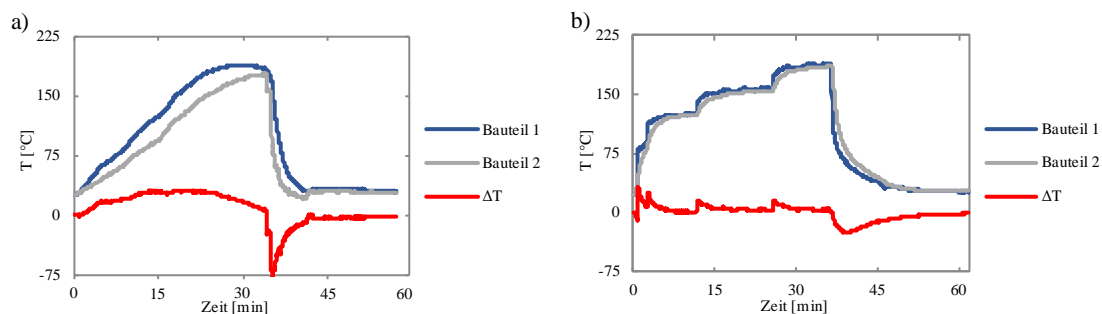 a)
T [°C]
225
150
75
0
-75
0 15 30 45 60
Zeit [min]
Bauteil 1
Bauteil 2
ΔT
b)
T [°C]
225
150
75
0
-75
0 15 30 45 60
Zeit [min]
Bauteil 1
Bauteil 2
ΔT